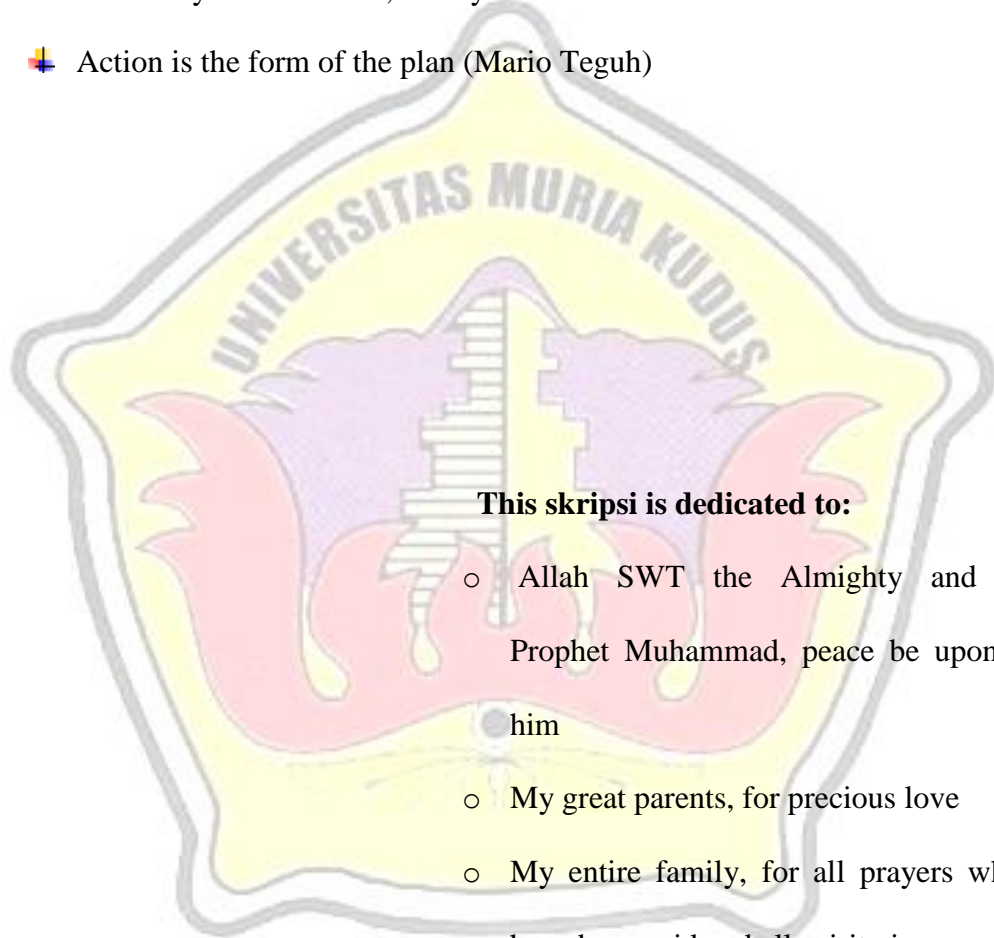 Action is the form of the plan (Mario Teguh)
UNIVERSITAS MURIA KUDUS
This skripsi is dedicated to:
o Allah SWT the Almighty and
Prophet Muhammad, peace be upon
him
o My great parents, for precious love
o My entire family, for all prayers